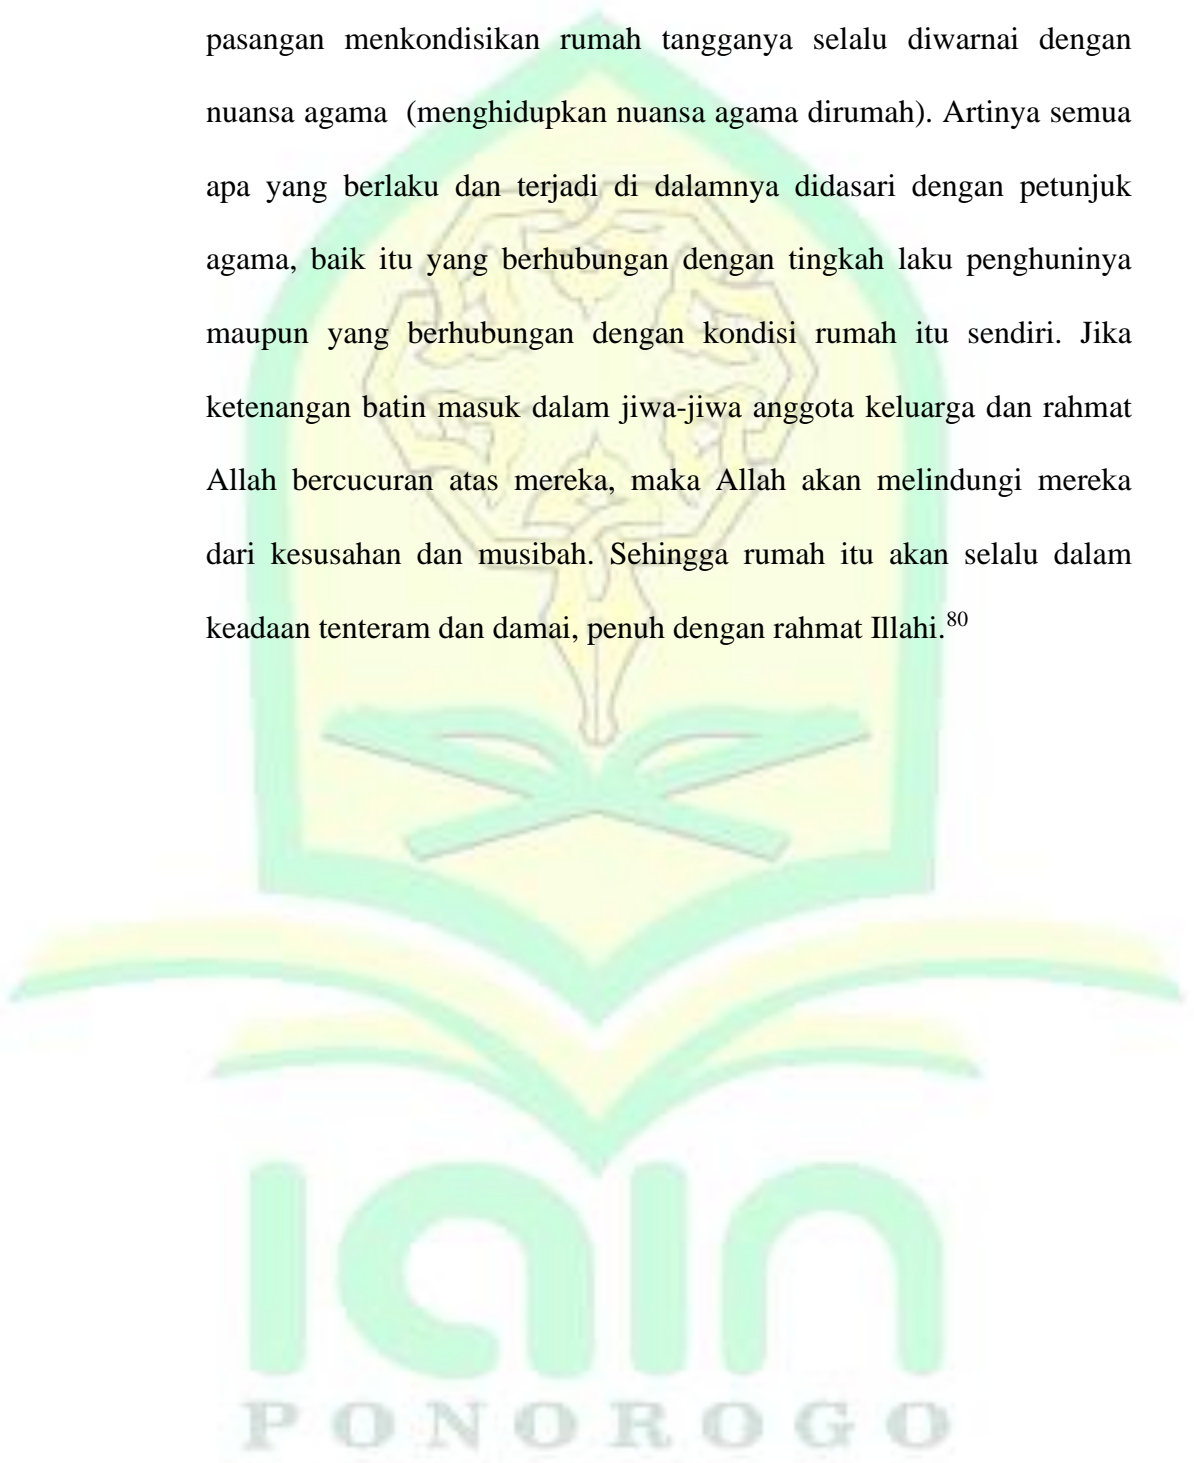 pasangan menkondisikan rumah tangganya selalu diwarnai dengan
nuansa agama  (menghidupkan nuansa agama dirumah). Artinya semua
apa yang berlaku dan terjadi di dalamnya didasari dengan petunjuk
agama, baik itu yang berhubungan dengan tingkah laku penghuninya
maupun yang berhubungan dengan kondisi rumah itu sendiri. Jika
ketenangan batin masuk dalam jiwa-jiwa anggota keluarga dan rahmat
Allah bercucuran atas mereka, maka Allah akan melindungi mereka
dari kesusahan dan musibah. Sehingga rumah itu akan selalu dalam
keadaan tenteram dan damai, penuh dengan rahmat Illahi.80
iain
PONOROGO